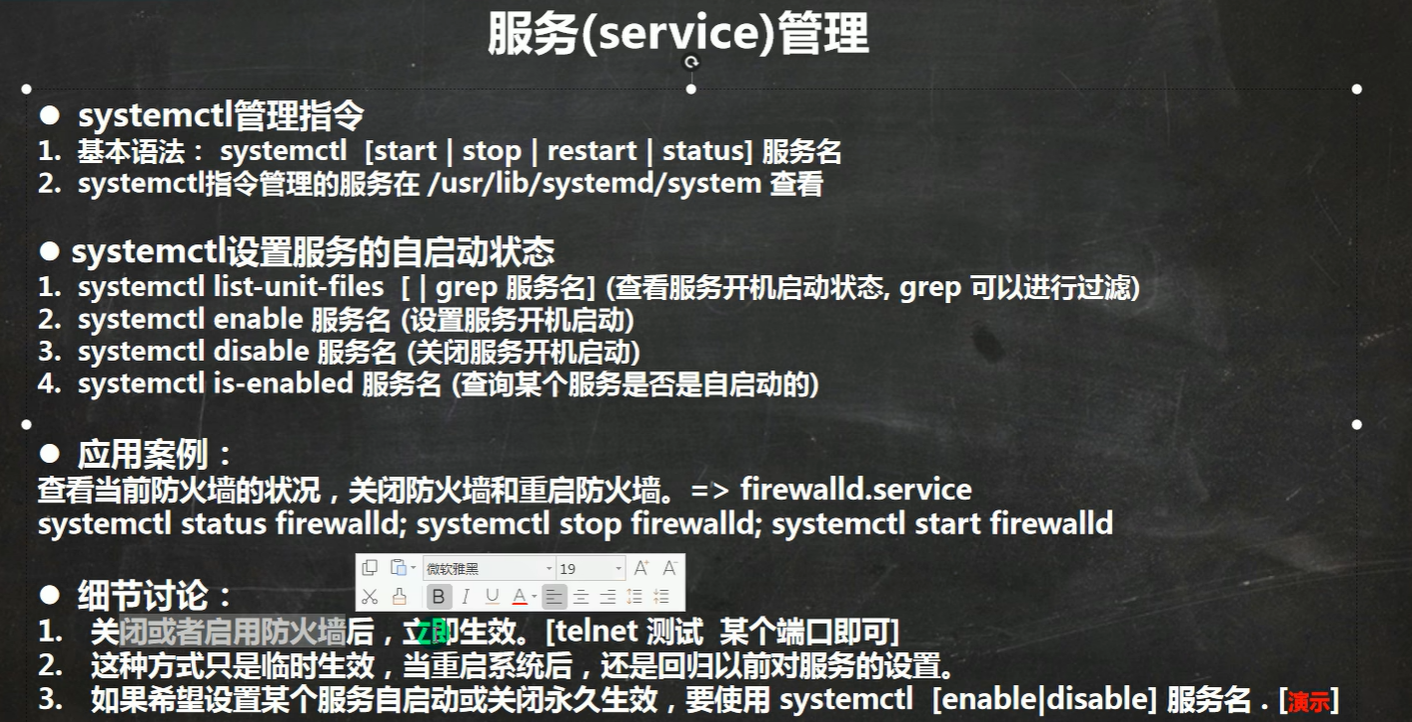 服务(service)管理
● systemctl管理指令
1. 基本语法： systemctl [start | stop | restart | status] 服务名
2. systemctl指令管理的服务在 /usr/lib/systemd/system 查看
● systemctl设置服务的自启动状态
1. systemctl list-unit-files [ | grep 服务名] (查看服务开机启动状态, grep 可以进行过滤)
2. systemctl enable 服务名 (设置服务开机启动)
3. systemctl disable 服务名 (关闭服务开机启动)
4. systemctl is-enabled 服务名 (查询某个服务是否是自启动的)
● 应用案例：
查看当前防火墙的状况，关闭防火墙和重启防火墙。=> firewalld.service
systemctl status firewalld; systemctl stop firewalld; systemctl start firewalld
微软雅黑 19 A+ A-
B I U A
● 细节讨论：
1. 关闭或者启用防火墙后，立即生效。[telnet 测试 某个端口即可]
2. 这种方式只是临时生效，当重启系统后，还是回归以前对服务的设置。
3. 如果希望设置某个服务自启动或关闭永久生效，要使用 systemctl [enable|disable] 服务名 . [演示]